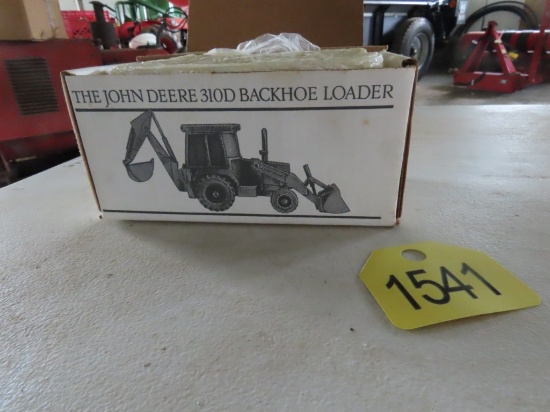 THE JOHN DEERE 310D BACKHOE LOADER
1541